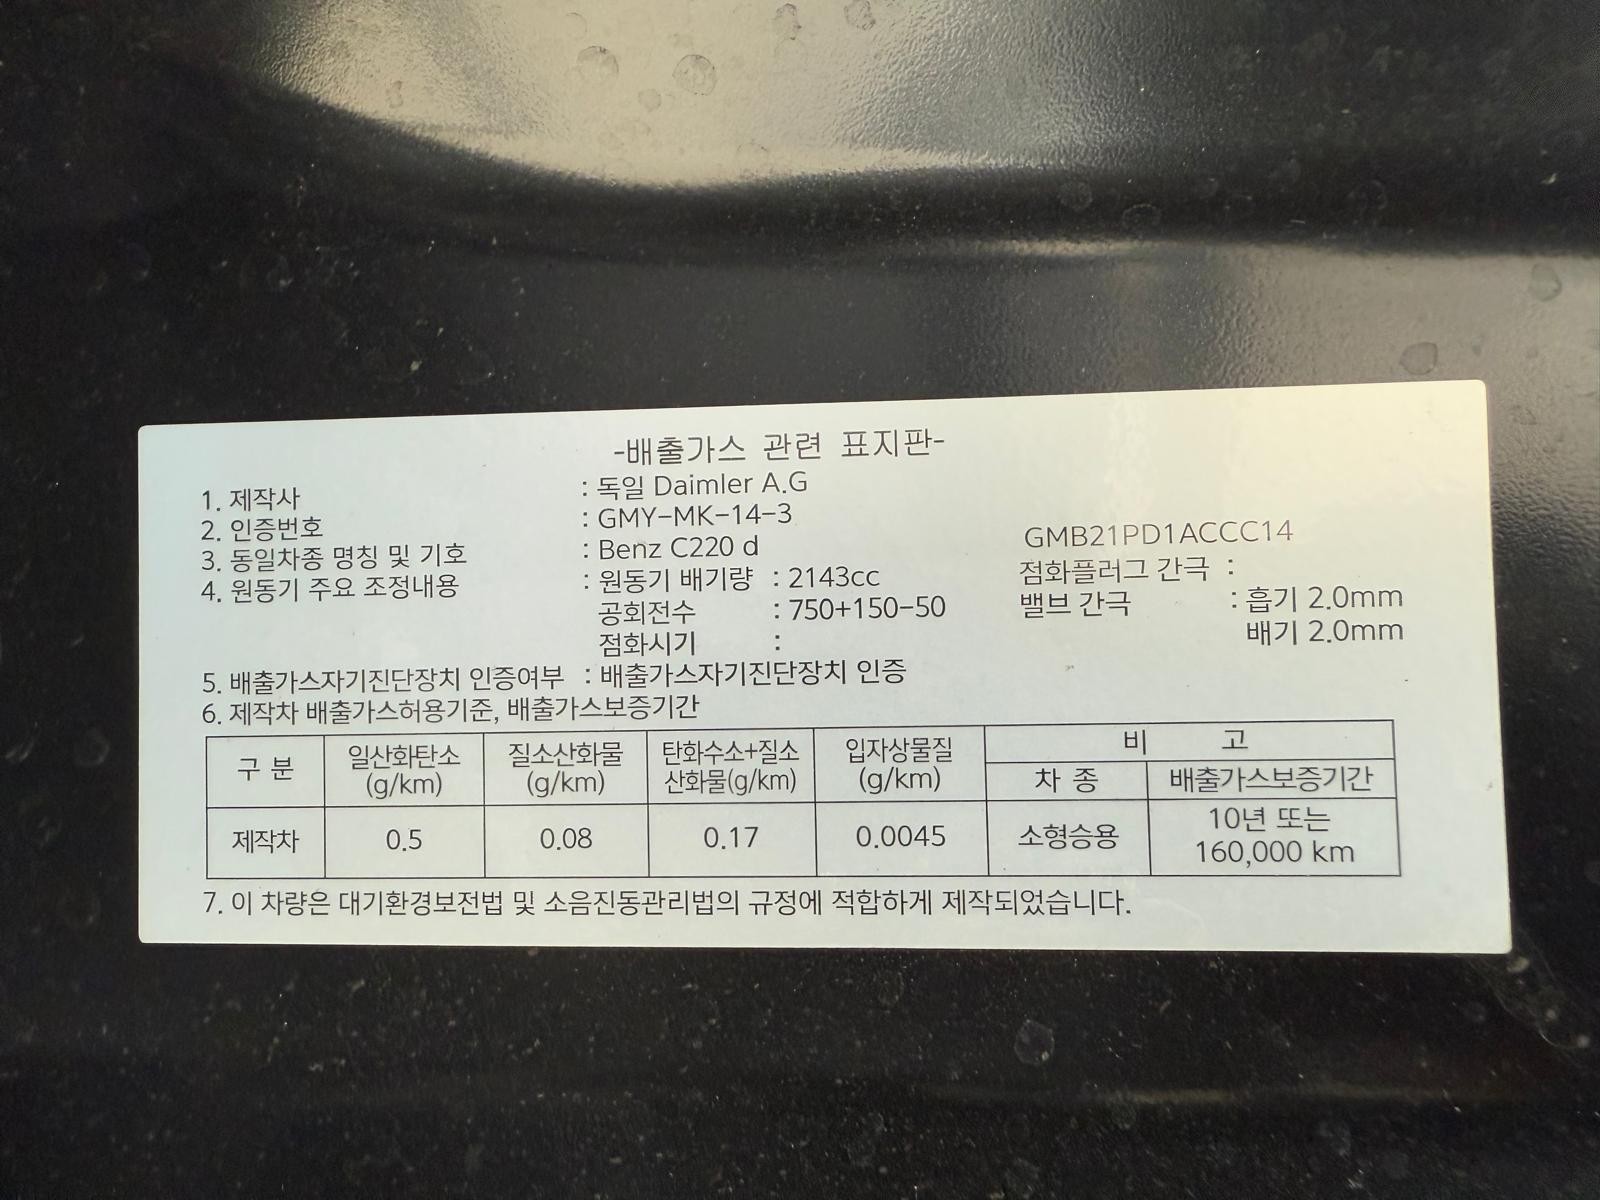 -배출가스 관련 표지판-
1. 제작사 : 독일 Daimler A.G
2. 인증번호 : GMY-MK-14-3
3. 동일차종 명칭 및 기호 : Benz C220 d GMB21PD1ACCC14
4. 원동기 주요 조정내용 : 원동기 배기량 : 2143cc 점화플러그 간극 :
공회전수 : 750+150-50 밸브 간극 : 흡기 2.0mm
점화시기 : 배기 2.0mm
5. 배출가스자기진단장치 인증여부 : 배출가스자기진단장치 인증
6. 제작차 배출가스허용기준, 배출가스보증기간
구 분 일산화탄소 (g/km) 질소산화물 (g/km) 탄화수소+질소 산화물(g/km) 입자상물질 (g/km) 비 고
차 종 배출가스보증기간
제작차 0.5 0.08 0.17 0.0045 소형승용 10년 또는 160,000 km
7. 이 차량은 대기환경보전법 및 소음진동관리법의 규정에 적합하게 제작되었습니다.